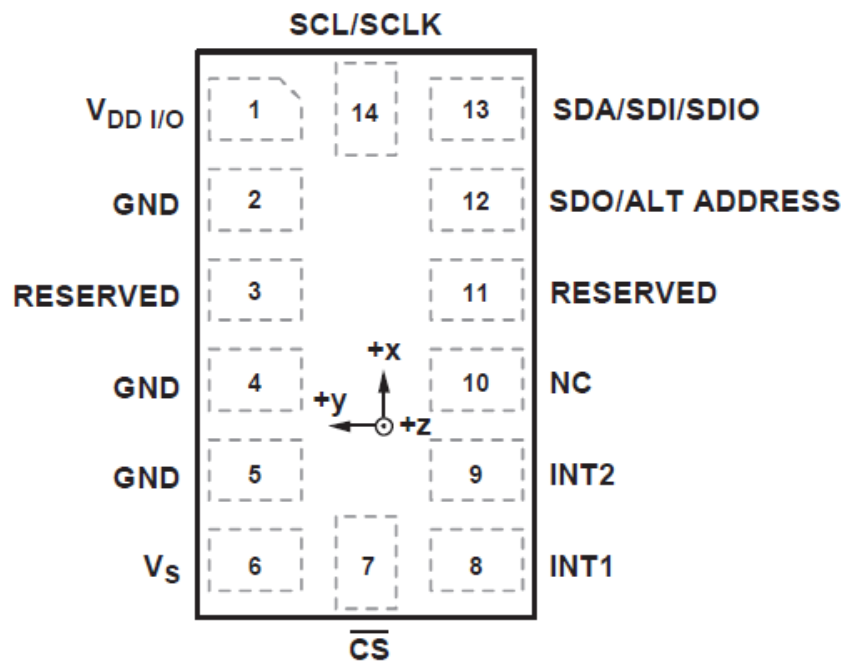 SCL/SCLK
V_DD I/O 1 14 13 SDA/SDI/SDIO
GND 2 12 SDO/ALT ADDRESS
RESERVED 3 11 RESERVED
+x
GND 4 10 NC
+y +z
GND 5 9 INT2
V_S 6 7 8 INT1
C̅S̅